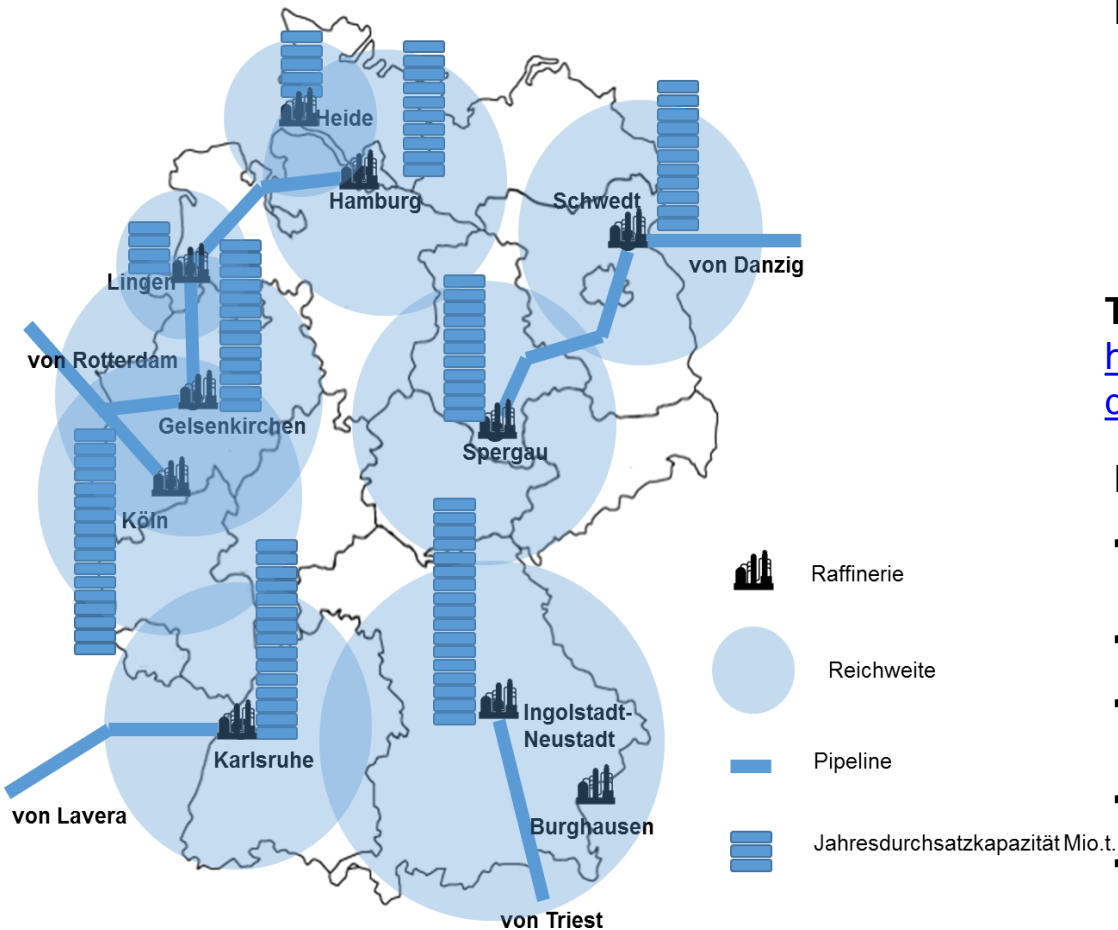 Heide
Hamburg
Schwedt
von Danzig
Lingen
von Rotterdam
Gelsenkirchen
Spergau
Köln
Raffinerie
Reichweite
Ingolstadt-
Neustadt
Karlsruhe
Pipeline
von Lavera
Burghausen
Jahresdurchsatzkapazität Mio.t.
von Triest